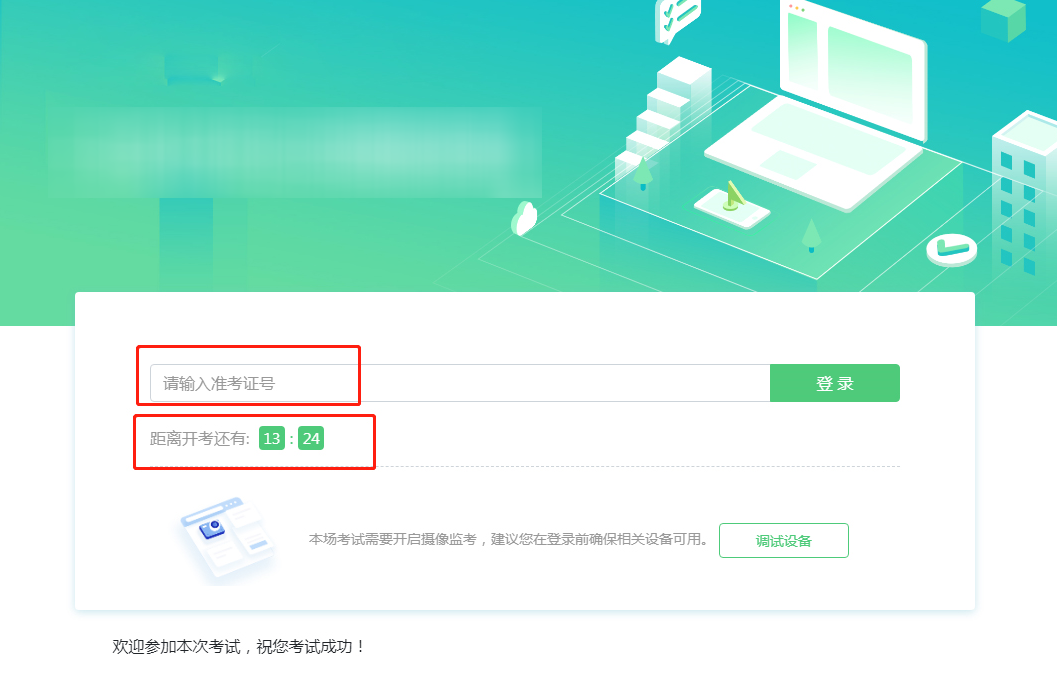 请输入准考证号
登录
距离开考还有: 13 : 24
本场考试需要开启摄像监考，建议您在登录前确保相关设备可用。
调试设备
欢迎参加本次考试，祝您考试成功！